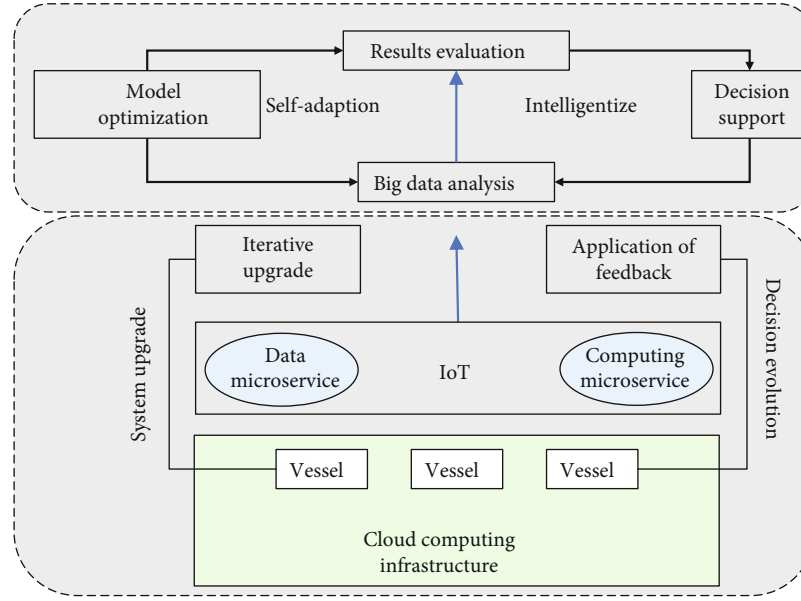 Results evaluation
Model
optimization
Self-adaption
Intelligentize
Decision
support
Big data analysis
Iterative
upgrade
Application of
feedback
System upgrade
Decision evolution
Data
microservice
IoT
Computing
microservice
Vessel
Vessel
Vessel
Cloud computing
infrastructure